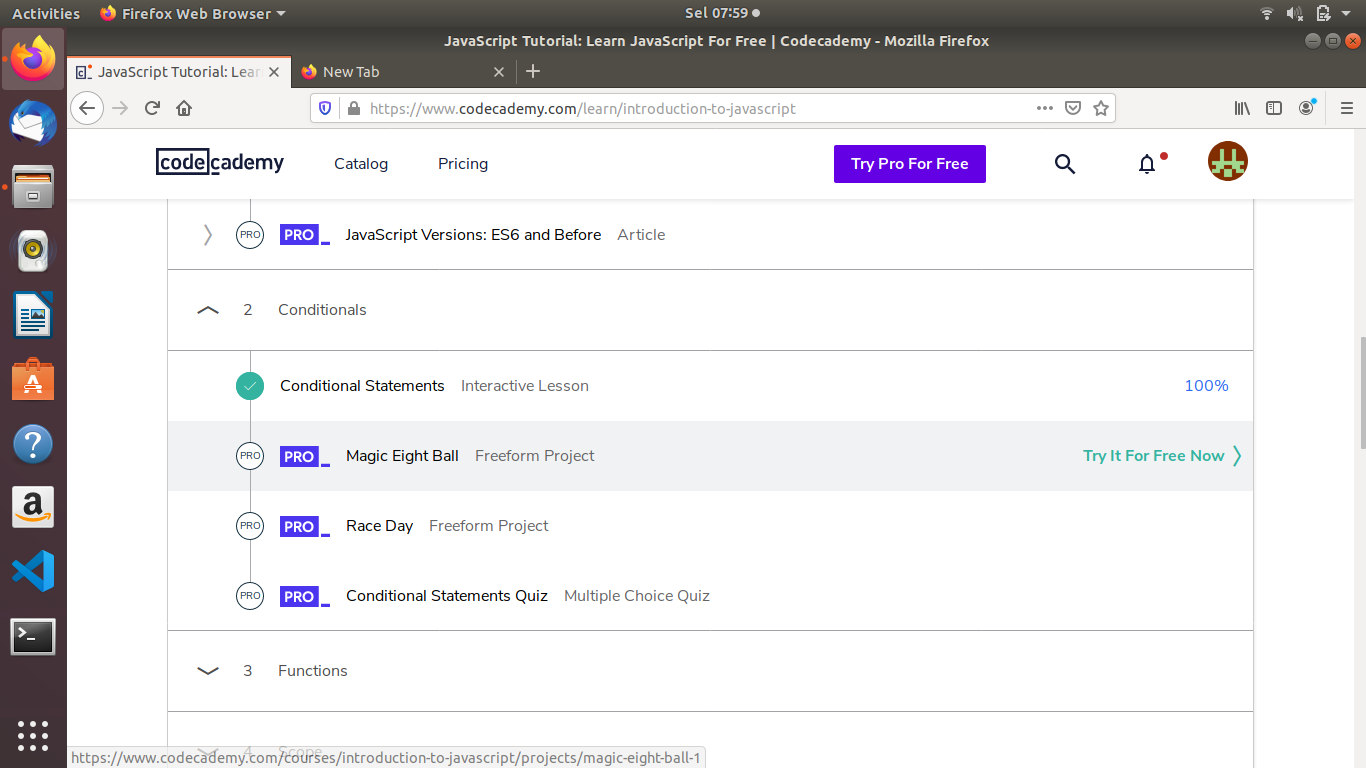 Activities Firefox Web Browser Sel 07:59
JavaScript Tutorial: Learn JavaScript For Free | Codecademy - Mozilla Firefox
JavaScript Tutorial: Lear New Tab
https://www.codecademy.com/learn/introduction-to-javascript
codecademy Catalog Pricing Try Pro For Free
PRO PRO JavaScript Versions: ES6 and Before Article
2 Conditionals
Conditional Statements Interactive Lesson 100%
PRO PRO Magic Eight Ball Freeform Project Try It For Free Now
PRO PRO Race Day Freeform Project
PRO PRO Conditional Statements Quiz Multiple Choice Quiz
3 Functions
4 Scope
https://www.codecademy.com/courses/introduction-to-javascript/projects/magic-eight-ball-1